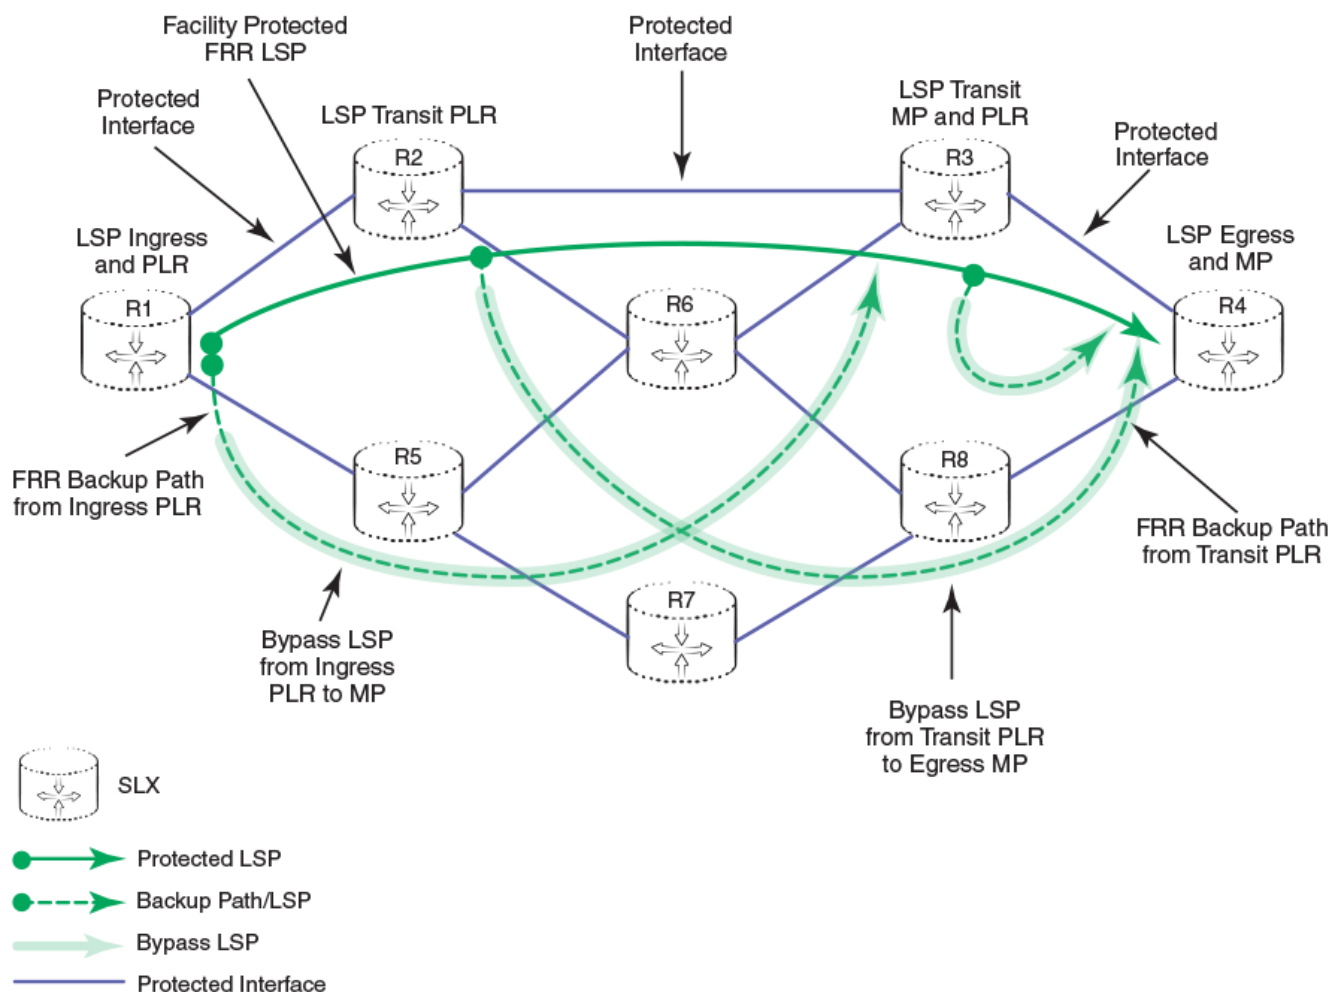 Facility Protected
FRR LSP
Protected
Interface
Protected
Interface
LSP Transit PLR
LSP Transit
MP and PLR
Protected
Interface
R2
R3
LSP Ingress
and PLR
LSP Egress
and MP
R1
R6
R4
R5
R8
FRR Backup Path
from Ingress PLR
FRR Backup Path
from Transit PLR
R7
Bypass LSP
from Ingress
PLR to MP
Bypass LSP
from Transit PLR
to Egress MP
SLX
Protected LSP
Backup Path/LSP
Bypass LSP
Protected Interface